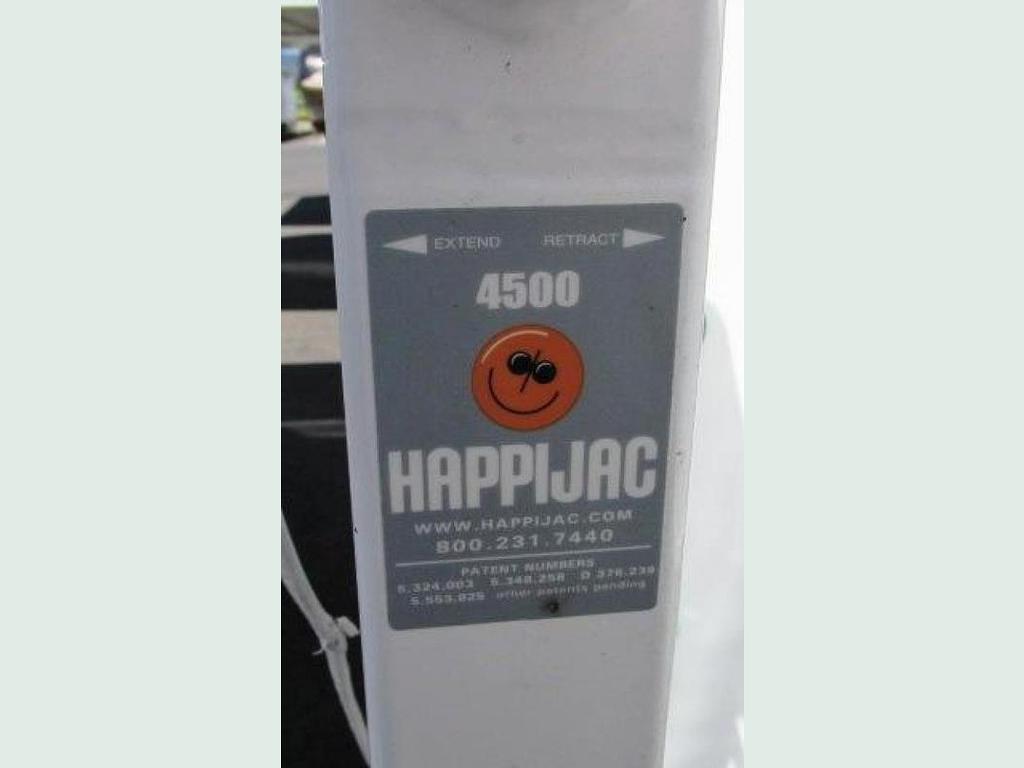 EXTEND RETRACT
4500
HAPPIJAC
WWW.HAPPIJAC.COM
800.231.7440
PATENT NUMBERS
5.324.003 5.348.258 D 376.239
5.553.825 other patents pending